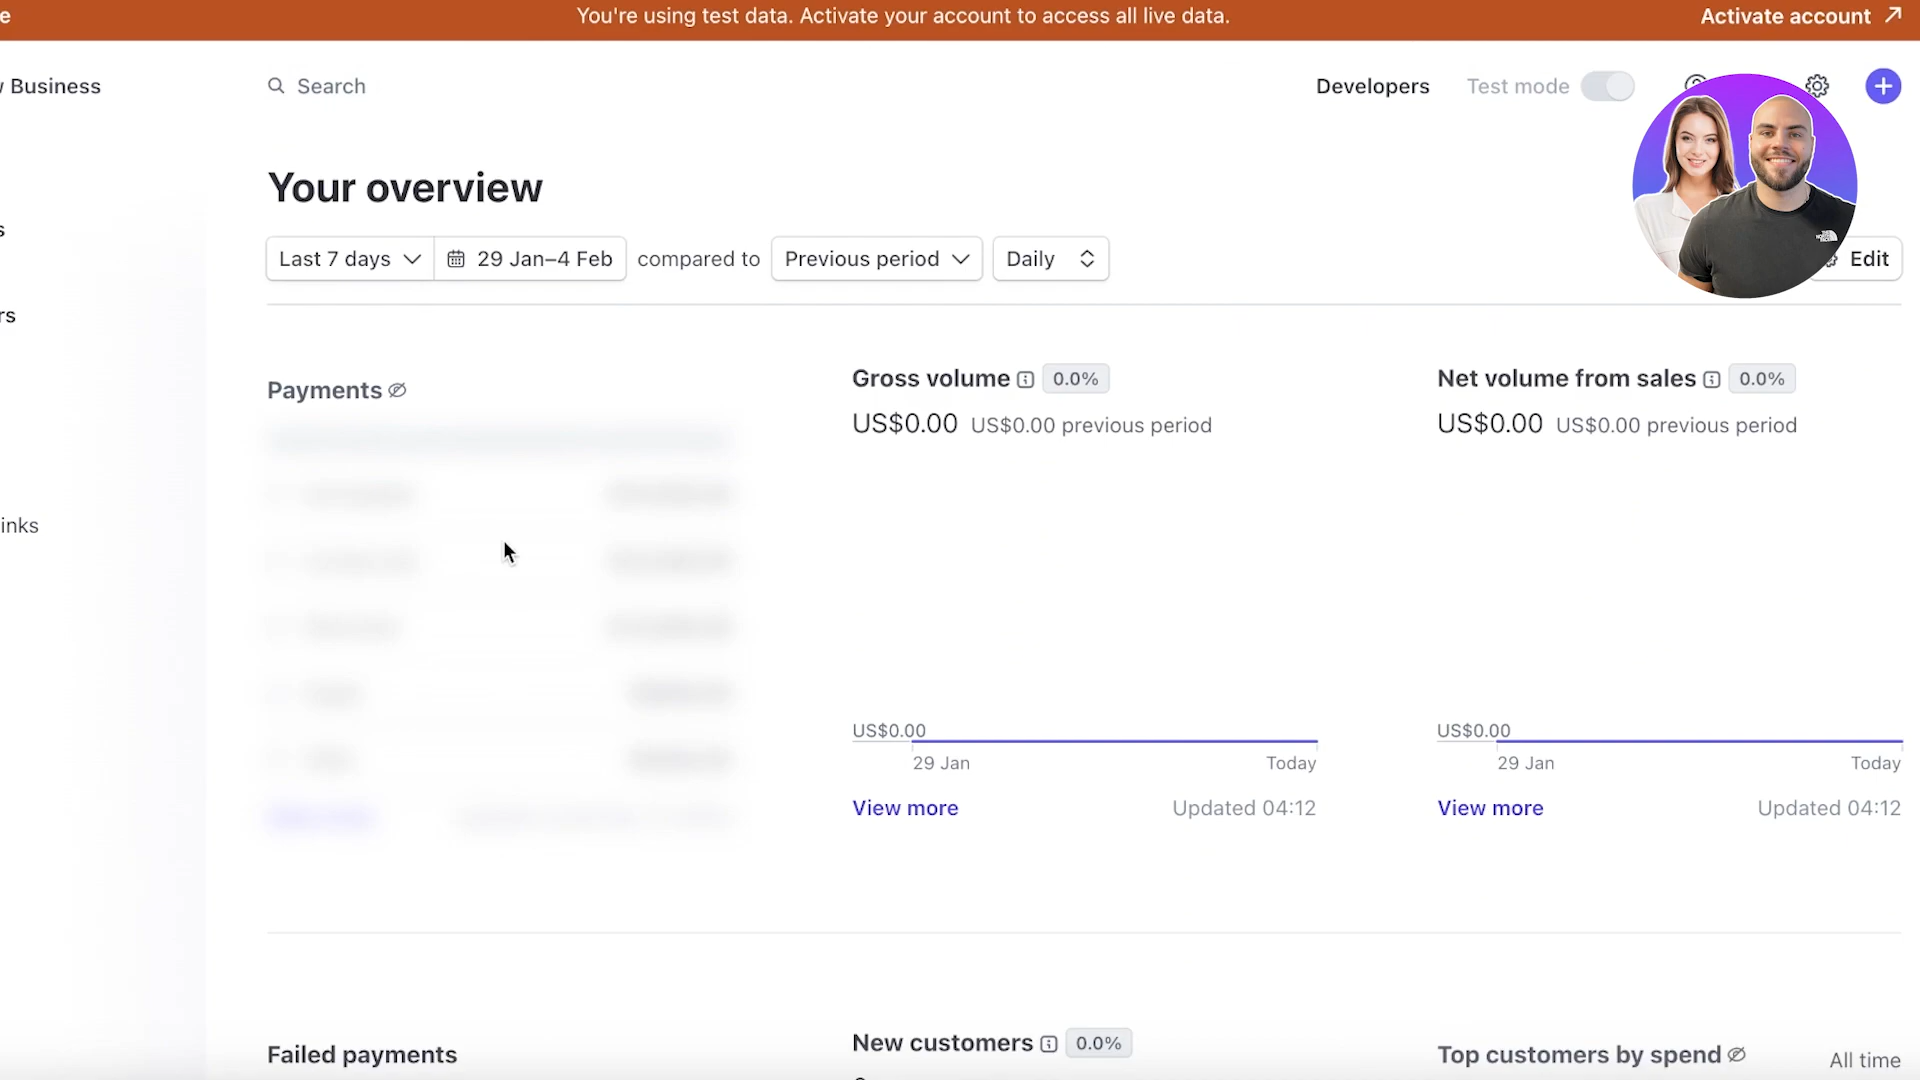 e
You're using test data. Activate your account to access all live data.
Activate account
Business
Search
Developers
Test mode
Your overview
s
Last 7 days
29 Jan–4 Feb
compared to
Previous period
Daily
Edit
rs
Payments
Gross volume
0.0%
US$0.00 US$0.00 previous period
Net volume from sales
0.0%
US$0.00 US$0.00 previous period
inks
US$0.00
29 Jan
Today
View more
Updated 04:12
US$0.00
29 Jan
Today
View more
Updated 04:12
Failed payments
New customers
0.0%
Top customers by spend
All time